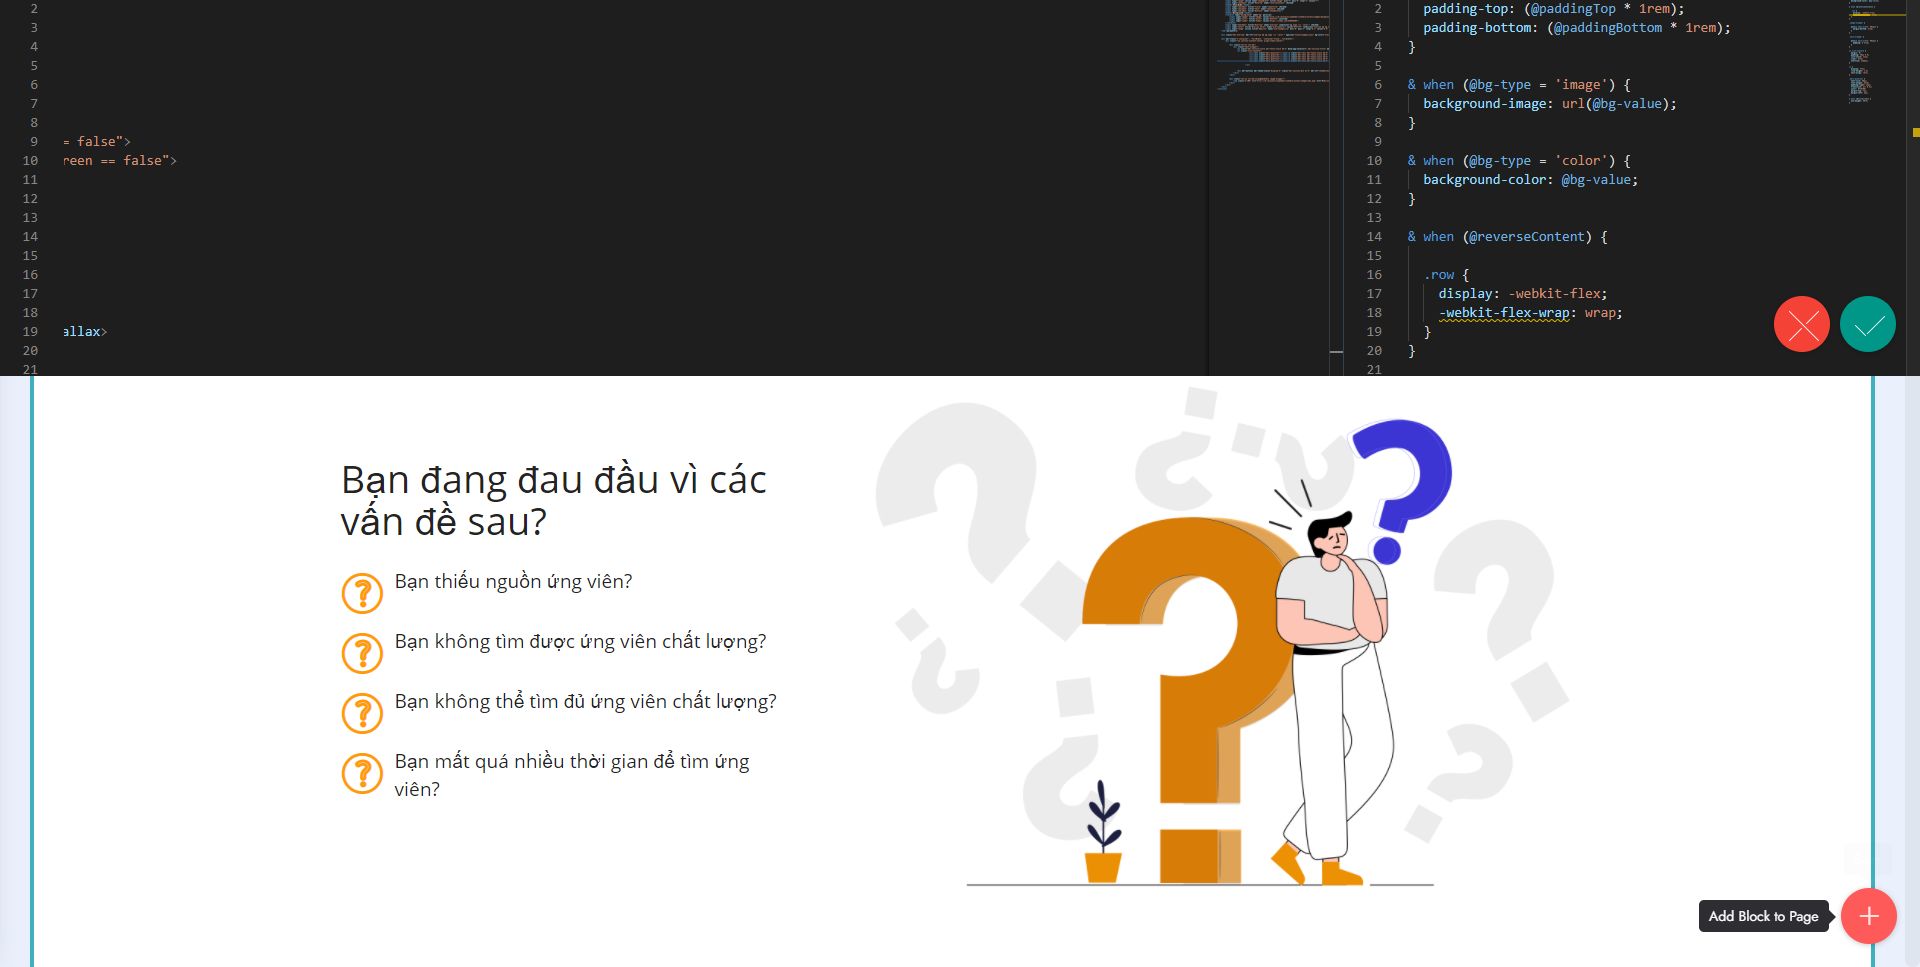 2
3
4
5
6
7
8
9 = false">
10 reen == false">
11
12
13
14
15
16
17
18
19 allax>
20
21
2 padding-top: (@paddingTop * 1rem);
3 padding-bottom: (@paddingBottom * 1rem);
4 }
5
6 & when (@bg-type = 'image') {
7 background-image: url(@bg-value);
8 }
9
10 & when (@bg-type = 'color') {
11 background-color: @bg-value;
12 }
13
14 & when (@reverseContent) {
15
16 .row {
17 display: -webkit-flex;
18 -webkit-flex-wrap: wrap;
19 }
20 }
21
Bạn đang đau đầu vì các
vấn đề sau?
Bạn thiếu nguồn ứng viên?
Bạn không tìm được ứng viên chất lượng?
Bạn không thể tìm đủ ứng viên chất lượng?
Bạn mất quá nhiều thời gian để tìm ứng
viên?
Add Block to Page